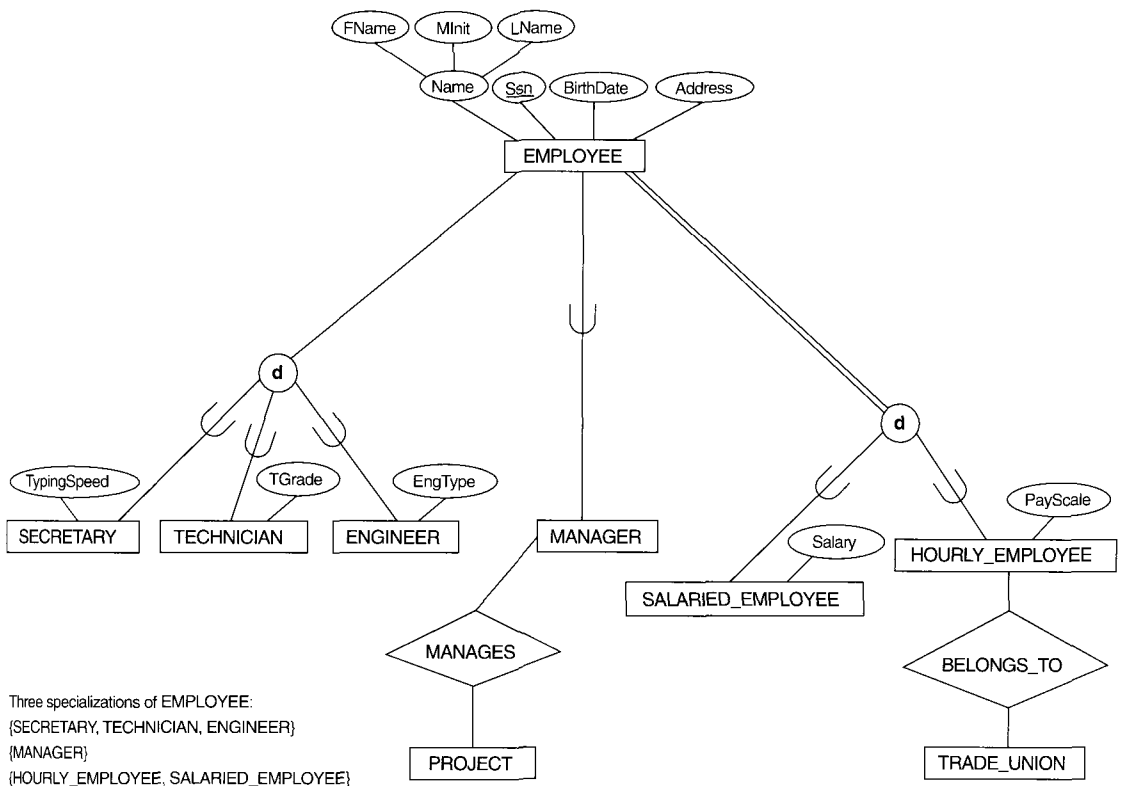 FName
MInit
LName
Name
Ssn
BirthDate
Address
EMPLOYEE
d
d
TypingSpeed
TGrade
EngType
PayScale
SECRETARY
TECHNICIAN
ENGINEER
MANAGER
Salary
HOURLY_EMPLOYEE
SALARIED_EMPLOYEE
MANAGES
BELONGS_TO
Three specializations of EMPLOYEE:
{SECRETARY, TECHNICIAN, ENGINEER}
{MANAGER}
{HOURLY_EMPLOYEE, SALARIED_EMPLOYEE}
PROJECT
TRADE_UNION